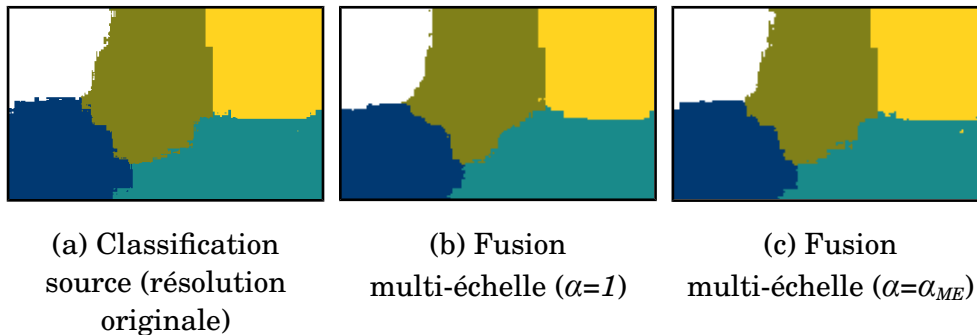 (a) Classification
source (résolution
originale)
(b) Fusion
multi-échelle (α=1)
(c) Fusion
multi-échelle (α=α_ME)